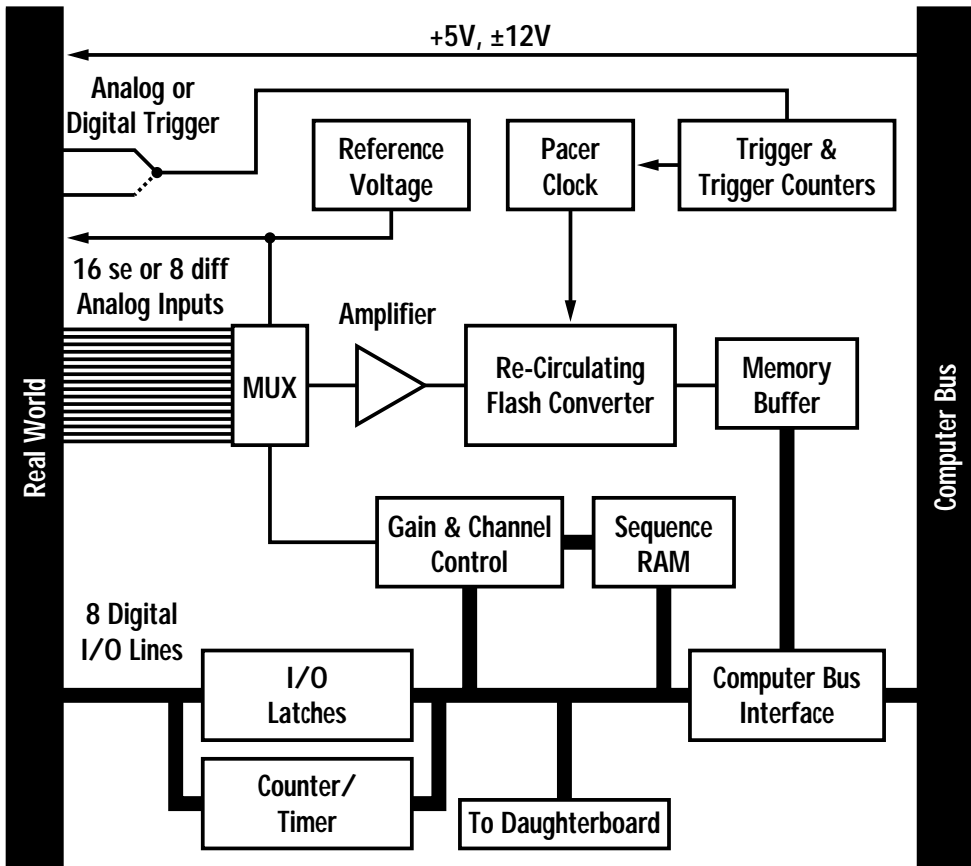 +5V, ±12V
Analog or
Digital Trigger
Reference
Voltage
Pacer
Clock
Trigger &
Trigger Counters
16 se or 8 diff
Analog Inputs
Amplifier
MUX
Re-Circulating
Flash Converter
Memory
Buffer
Real World
Computer Bus
Gain & Channel
Control
Sequence
RAM
8 Digital
I/O Lines
I/O
Latches
Computer Bus
Interface
Counter/
Timer
To Daughterboard